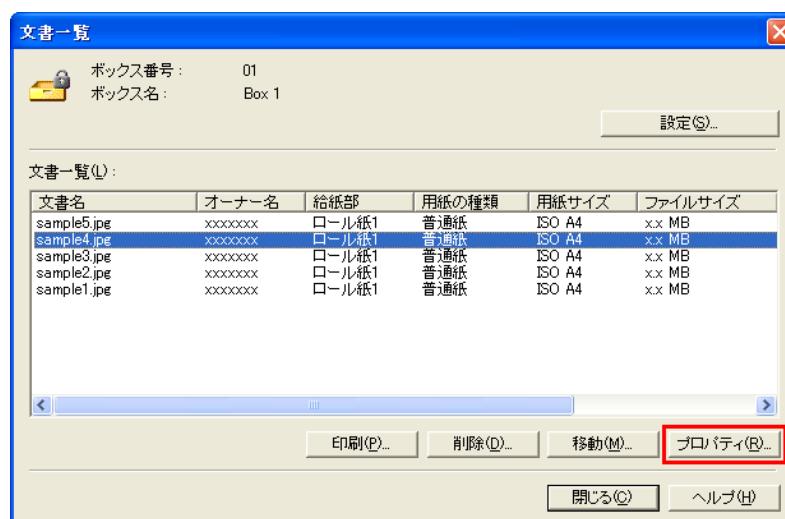 文書一覧
ボックス番号： 01
ボックス名： Box 1
設定(S)...
文書一覧(L)：
文書名 オーナー名 給紙部 用紙の種類 用紙サイズ ファイルサイズ
sample5.jpg xxxxxxx ロール紙1 普通紙 ISO A4 x.x MB
sample4.jpg xxxxxxx ロール紙1 普通紙 ISO A4 x.x MB
sample3.jpg xxxxxxx ロール紙1 普通紙 ISO A4 x.x MB
sample2.jpg xxxxxxx ロール紙1 普通紙 ISO A4 x.x MB
sample1.jpg xxxxxxx ロール紙1 普通紙 ISO A4 x.x MB
印刷(P)... 削除(D)... 移動(M)... プロパティ(R)...
閉じる(C) ヘルプ(H)